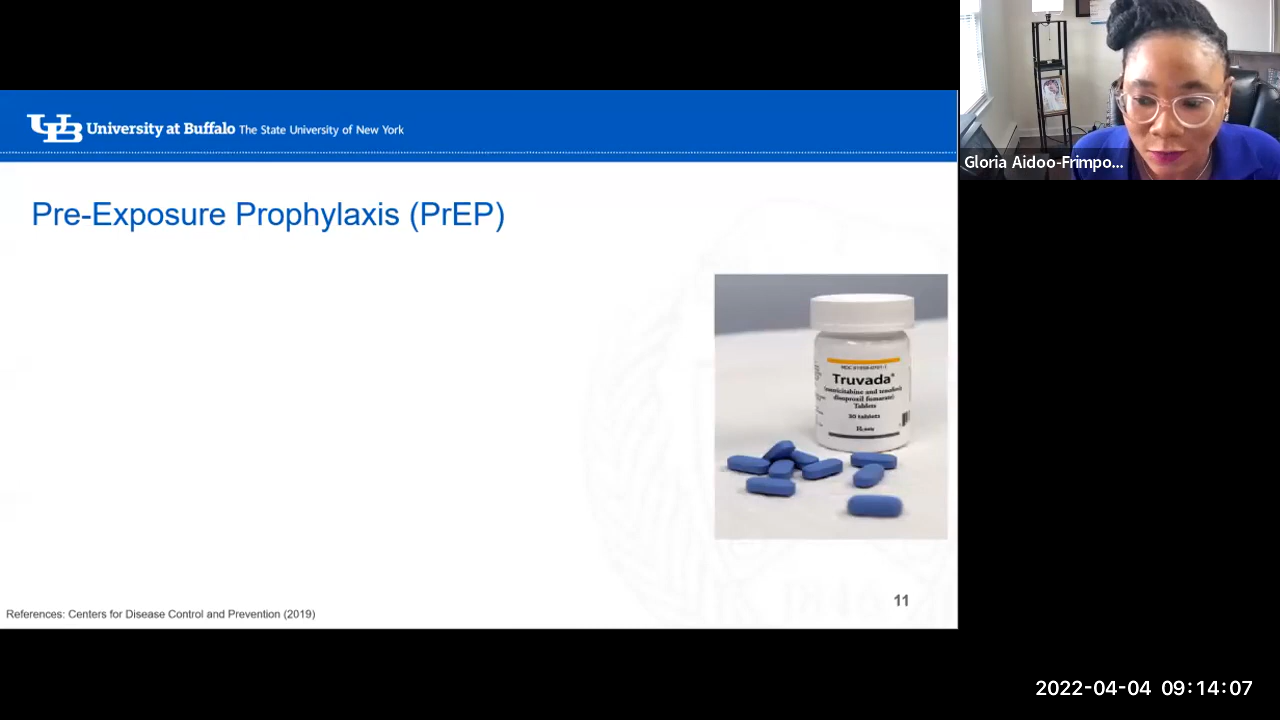 University at Buffalo The State University of New York
Gloria Aidoo-Frimpo...
Pre-Exposure Prophylaxis (PrEP)
Truvada®
(emtricitabine and tenofovir
disoproxil fumarate)
Tablets
30 tablets
11
References: Centers for Disease Control and Prevention (2019)
2022-04-04 09:14:07